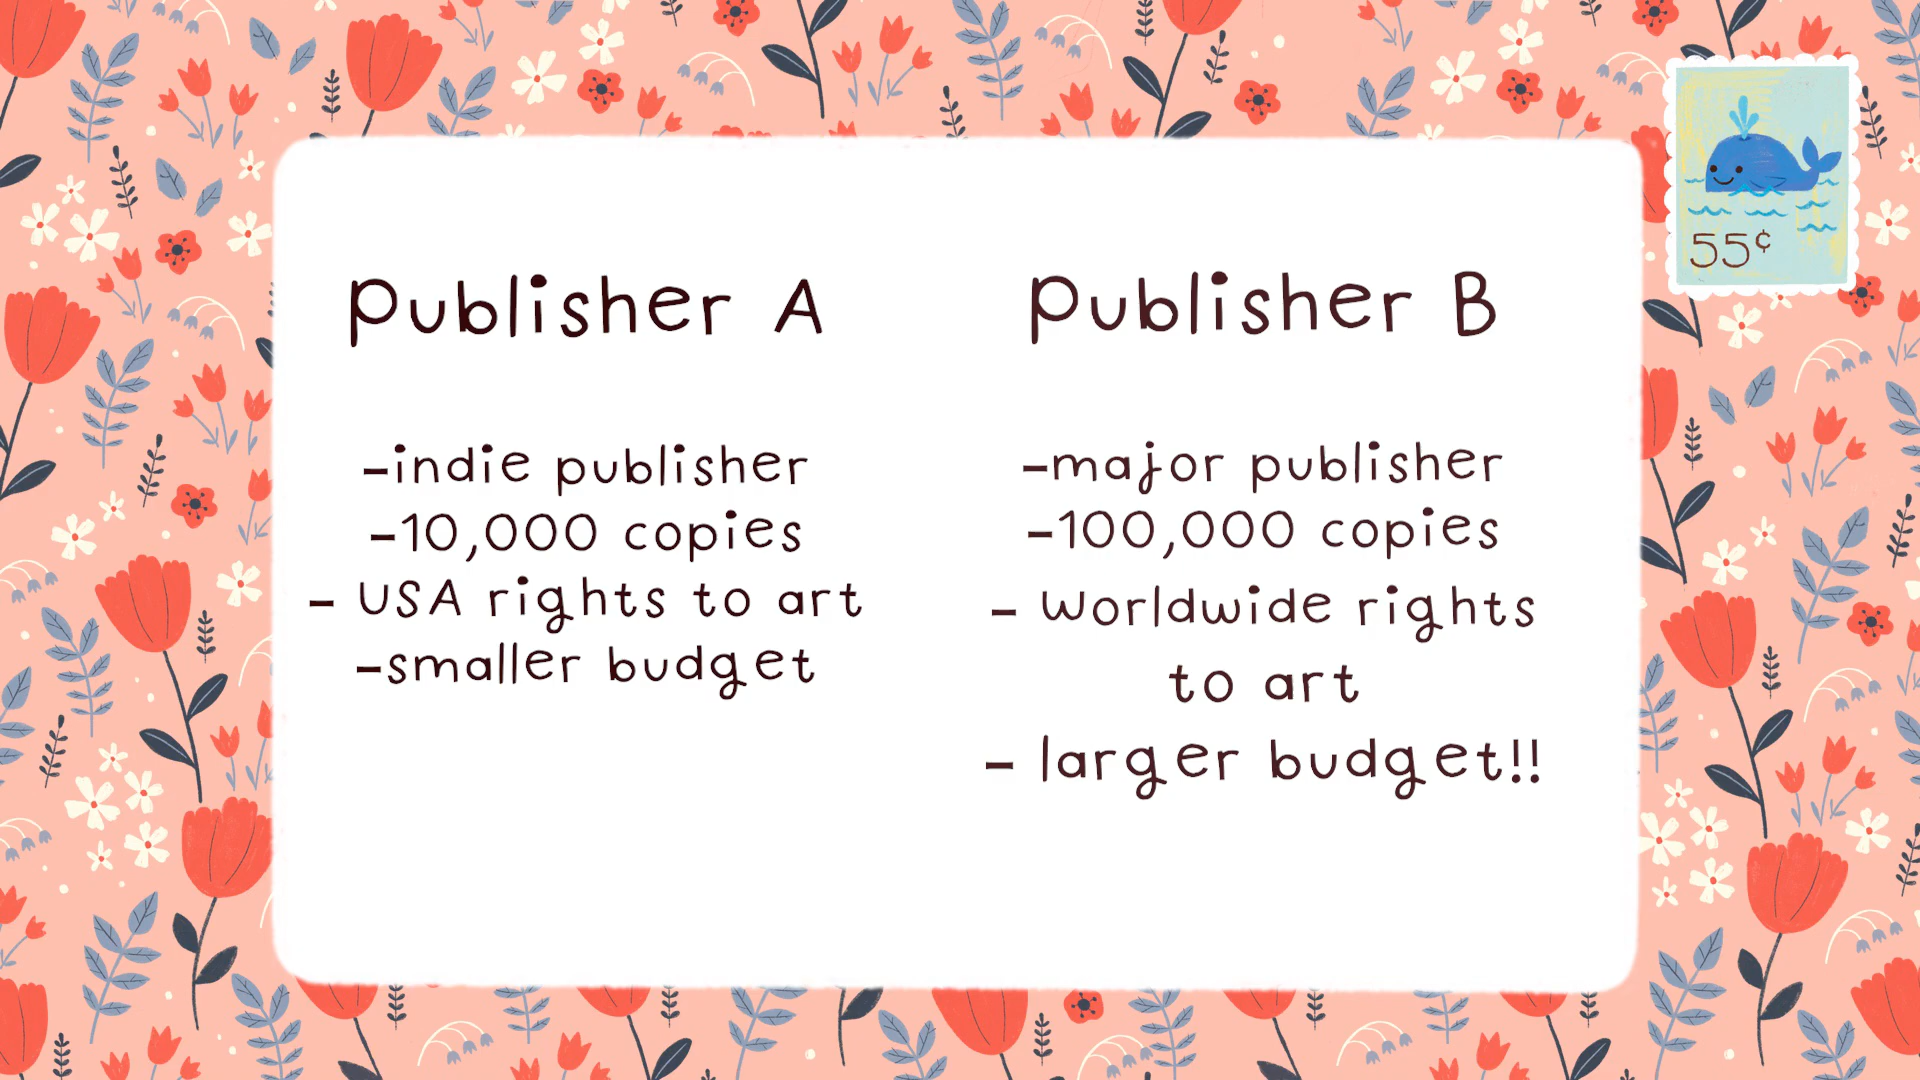 Publisher A
-indie publisher
-10,000 copies
- USA rights to art
-smaller budget
Publisher B
-major publisher
-100,000 copies
- Worldwide rights
to art
- larger budget!!
55¢